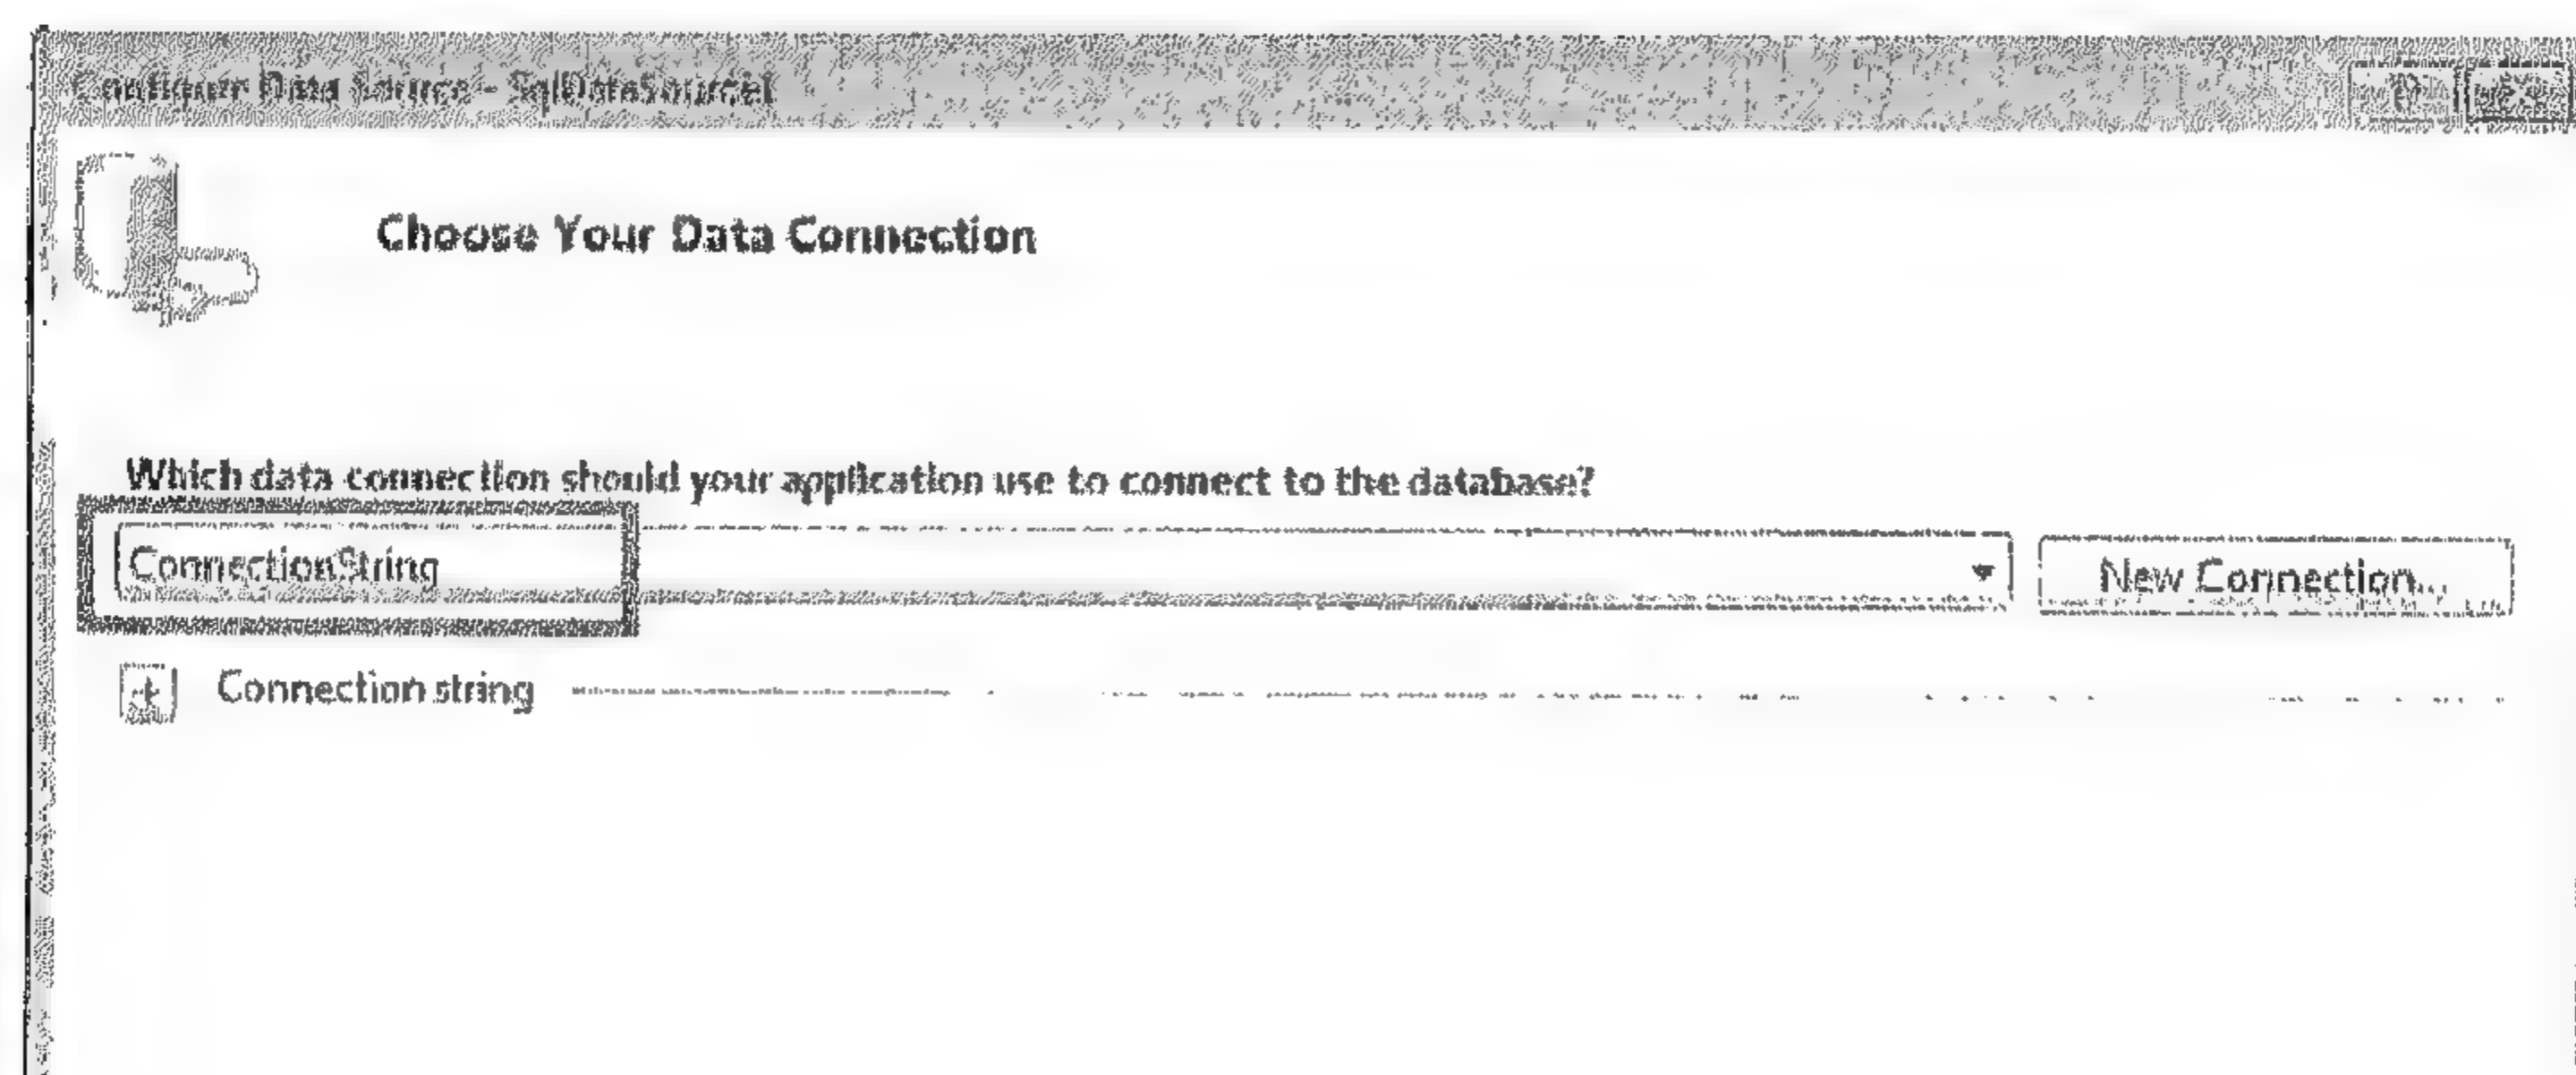 Configure Data Source - SqlDataSource1
Choose Your Data Connection
Which data connection should your application use to connect to the database?
ConnectionString
New Connection...
Connection string